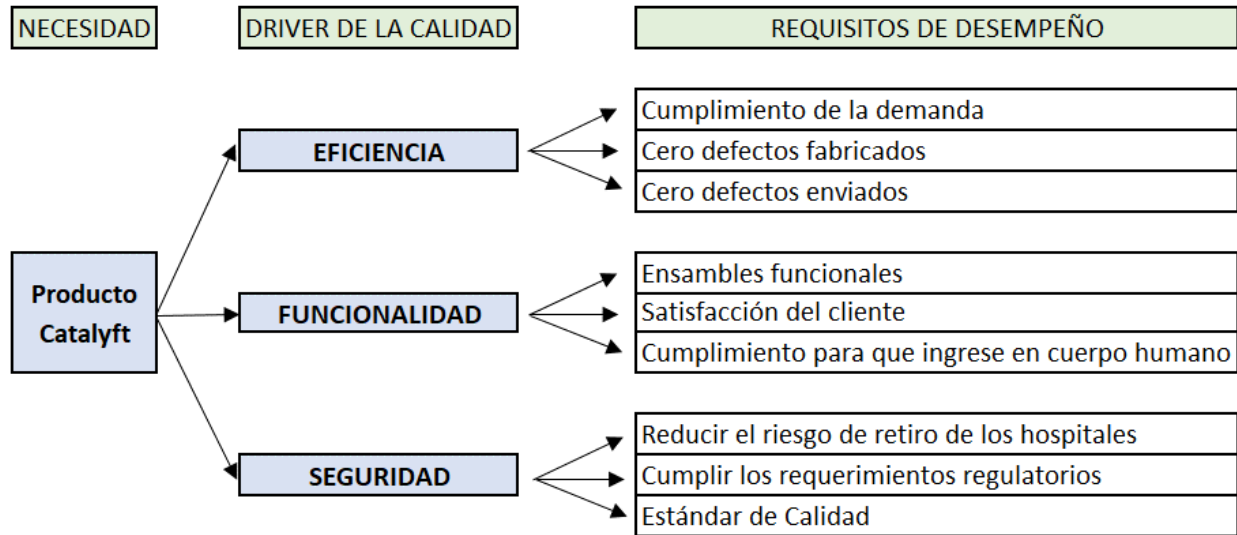 NECESIDAD DRIVER DE LA CALIDAD REQUISITOS DE DESEMPEÑO
Producto
Catalyft
EFICIENCIA
Cumplimiento de la demanda
Cero defectos fabricados
Cero defectos enviados
FUNCIONALIDAD
Ensambles funcionales
Satisfacción del cliente
Cumplimiento para que ingrese en cuerpo humano
SEGURIDAD
Reducir el riesgo de retiro de los hospitales
Cumplir los requerimientos regulatorios
Estándar de Calidad